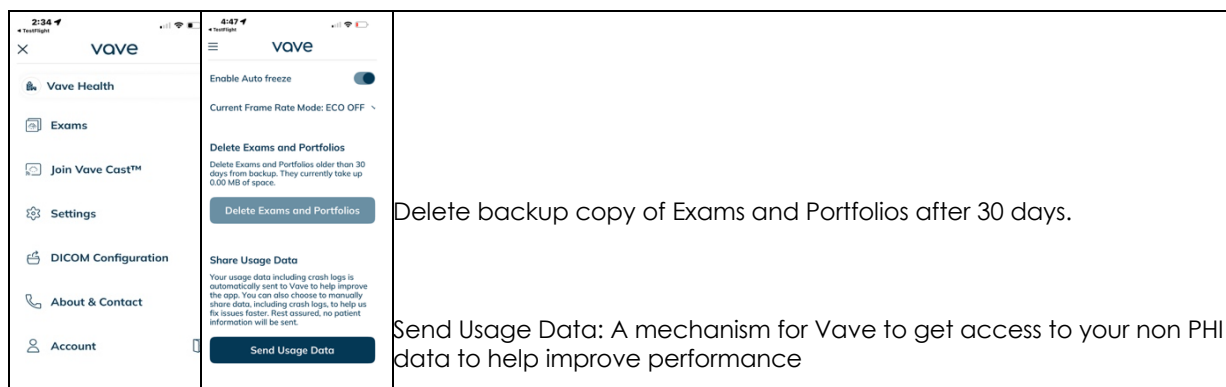 2:34
TestFlight
vave
Vave Health
Exams
Join Vave Cast™
Settings
DICOM Configuration
About & Contact
Account
4:47
TestFlight
vave
Enable Auto freeze
Current Frame Rate Mode: ECO OFF
Delete Exams and Portfolios
Delete Exams and Portfolios older than 30
days from backup. They currently take up
0.00 MB of space.
Delete Exams and Portfolios
Share Usage Data
Your usage data including crash logs is
automatically sent to Vave to help improve
the app. You can also choose to manually
share data, including crash logs, to help us
fix issues faster. Rest assured, no patient
information will be sent.
Send Usage Data
Delete backup copy of Exams and Portfolios after 30 days.
Send Usage Data: A mechanism for Vave to get access to your non PHI
data to help improve performance